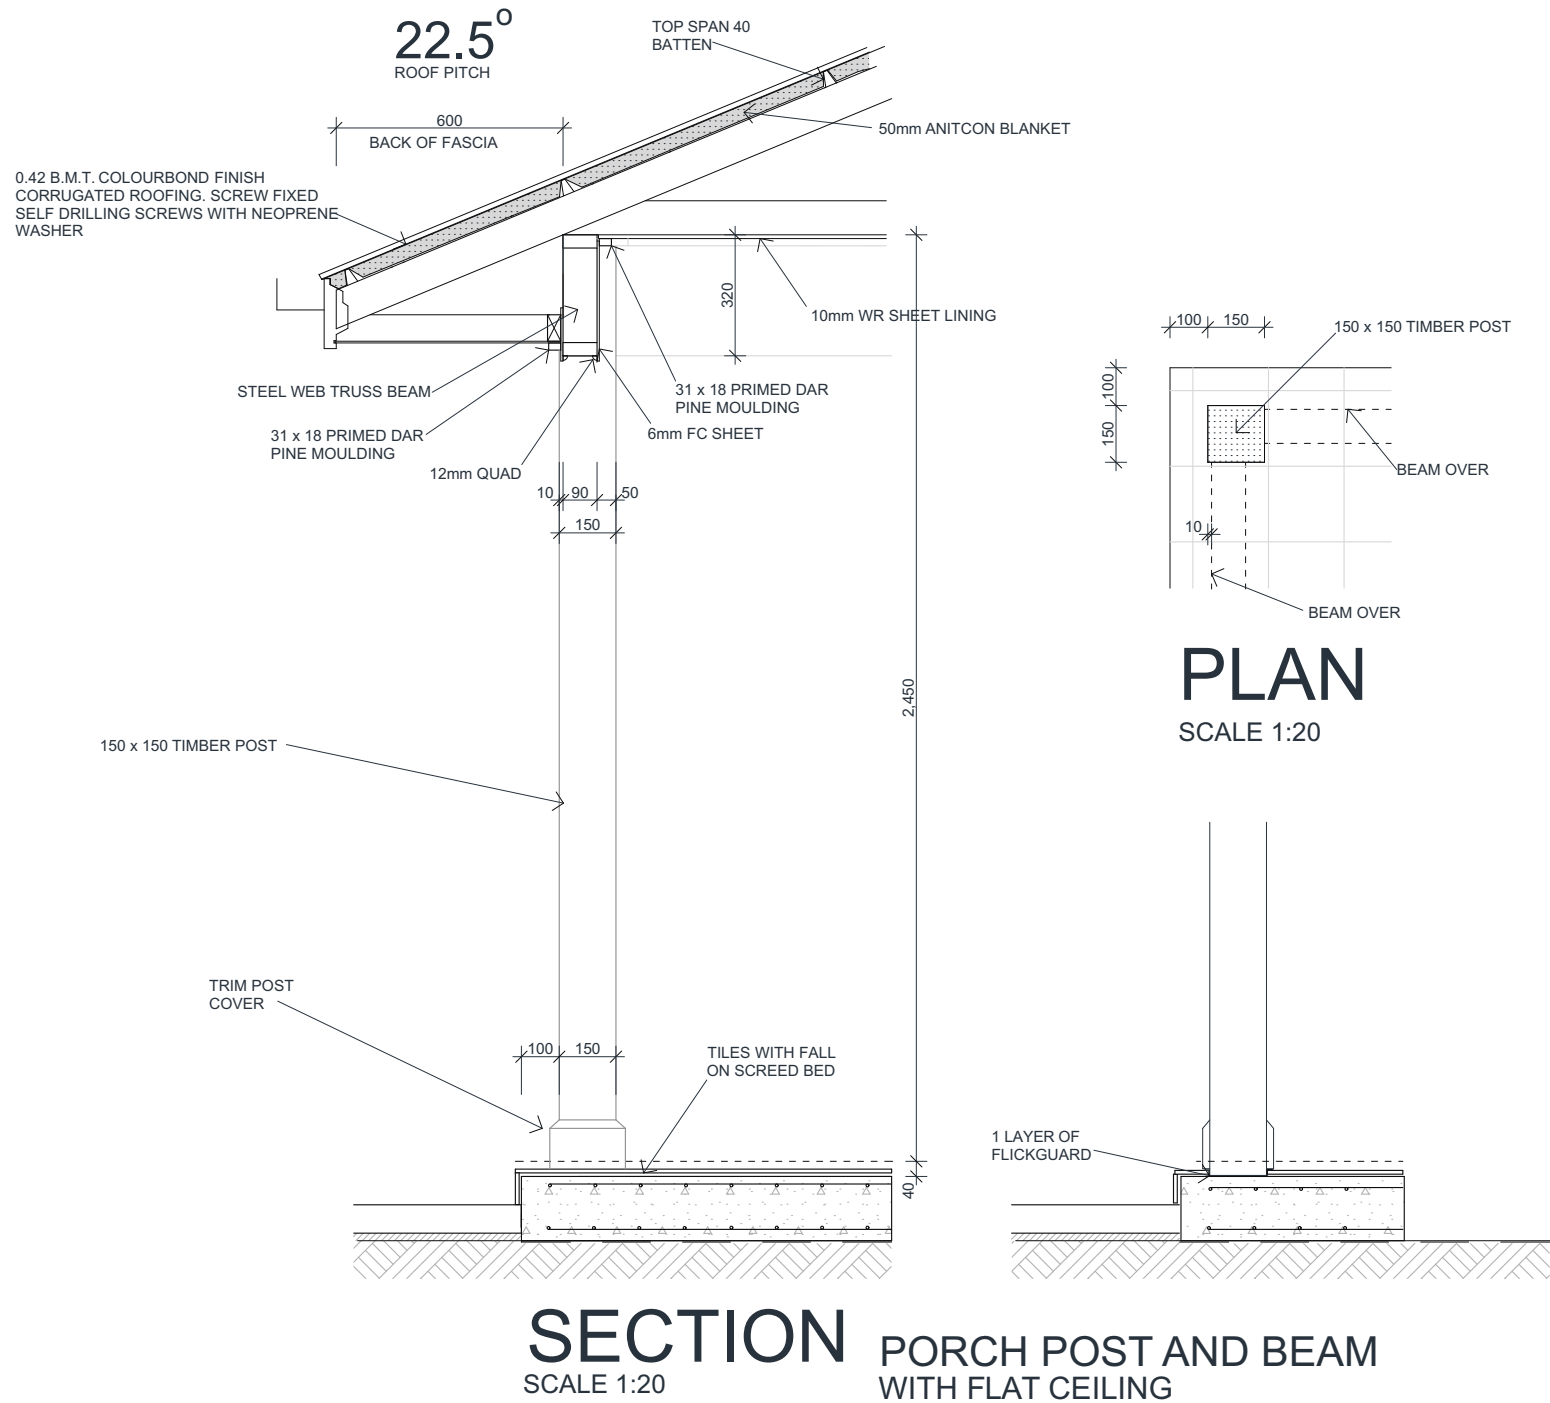 22.5°
ROOF PITCH
TOP SPAN 40
BATTEN
600
BACK OF FASCIA
50mm ANITCON BLANKET
0.42 B.M.T. COLOURBOND FINISH
CORRUGATED ROOFING. SCREW FIXED
SELF DRILLING SCREWS WITH NEOPRENE
WASHER
320
10mm WR SHEET LINING
STEEL WEB TRUSS BEAM
31 x 18 PRIMED DAR
PINE MOULDING
31 x 18 PRIMED DAR
PINE MOULDING
6mm FC SHEET
12mm QUAD
10 90 50
150
2,450
150 x 150 TIMBER POST
TRIM POST
COVER
100 150
TILES WITH FALL
ON SCREED BED
40
100 150
150 x 150 TIMBER POST
100
150
BEAM OVER
10
BEAM OVER
PLAN
SCALE 1:20
1 LAYER OF
FLICKGUARD
SECTION
SCALE 1:20
PORCH POST AND BEAM
WITH FLAT CEILING